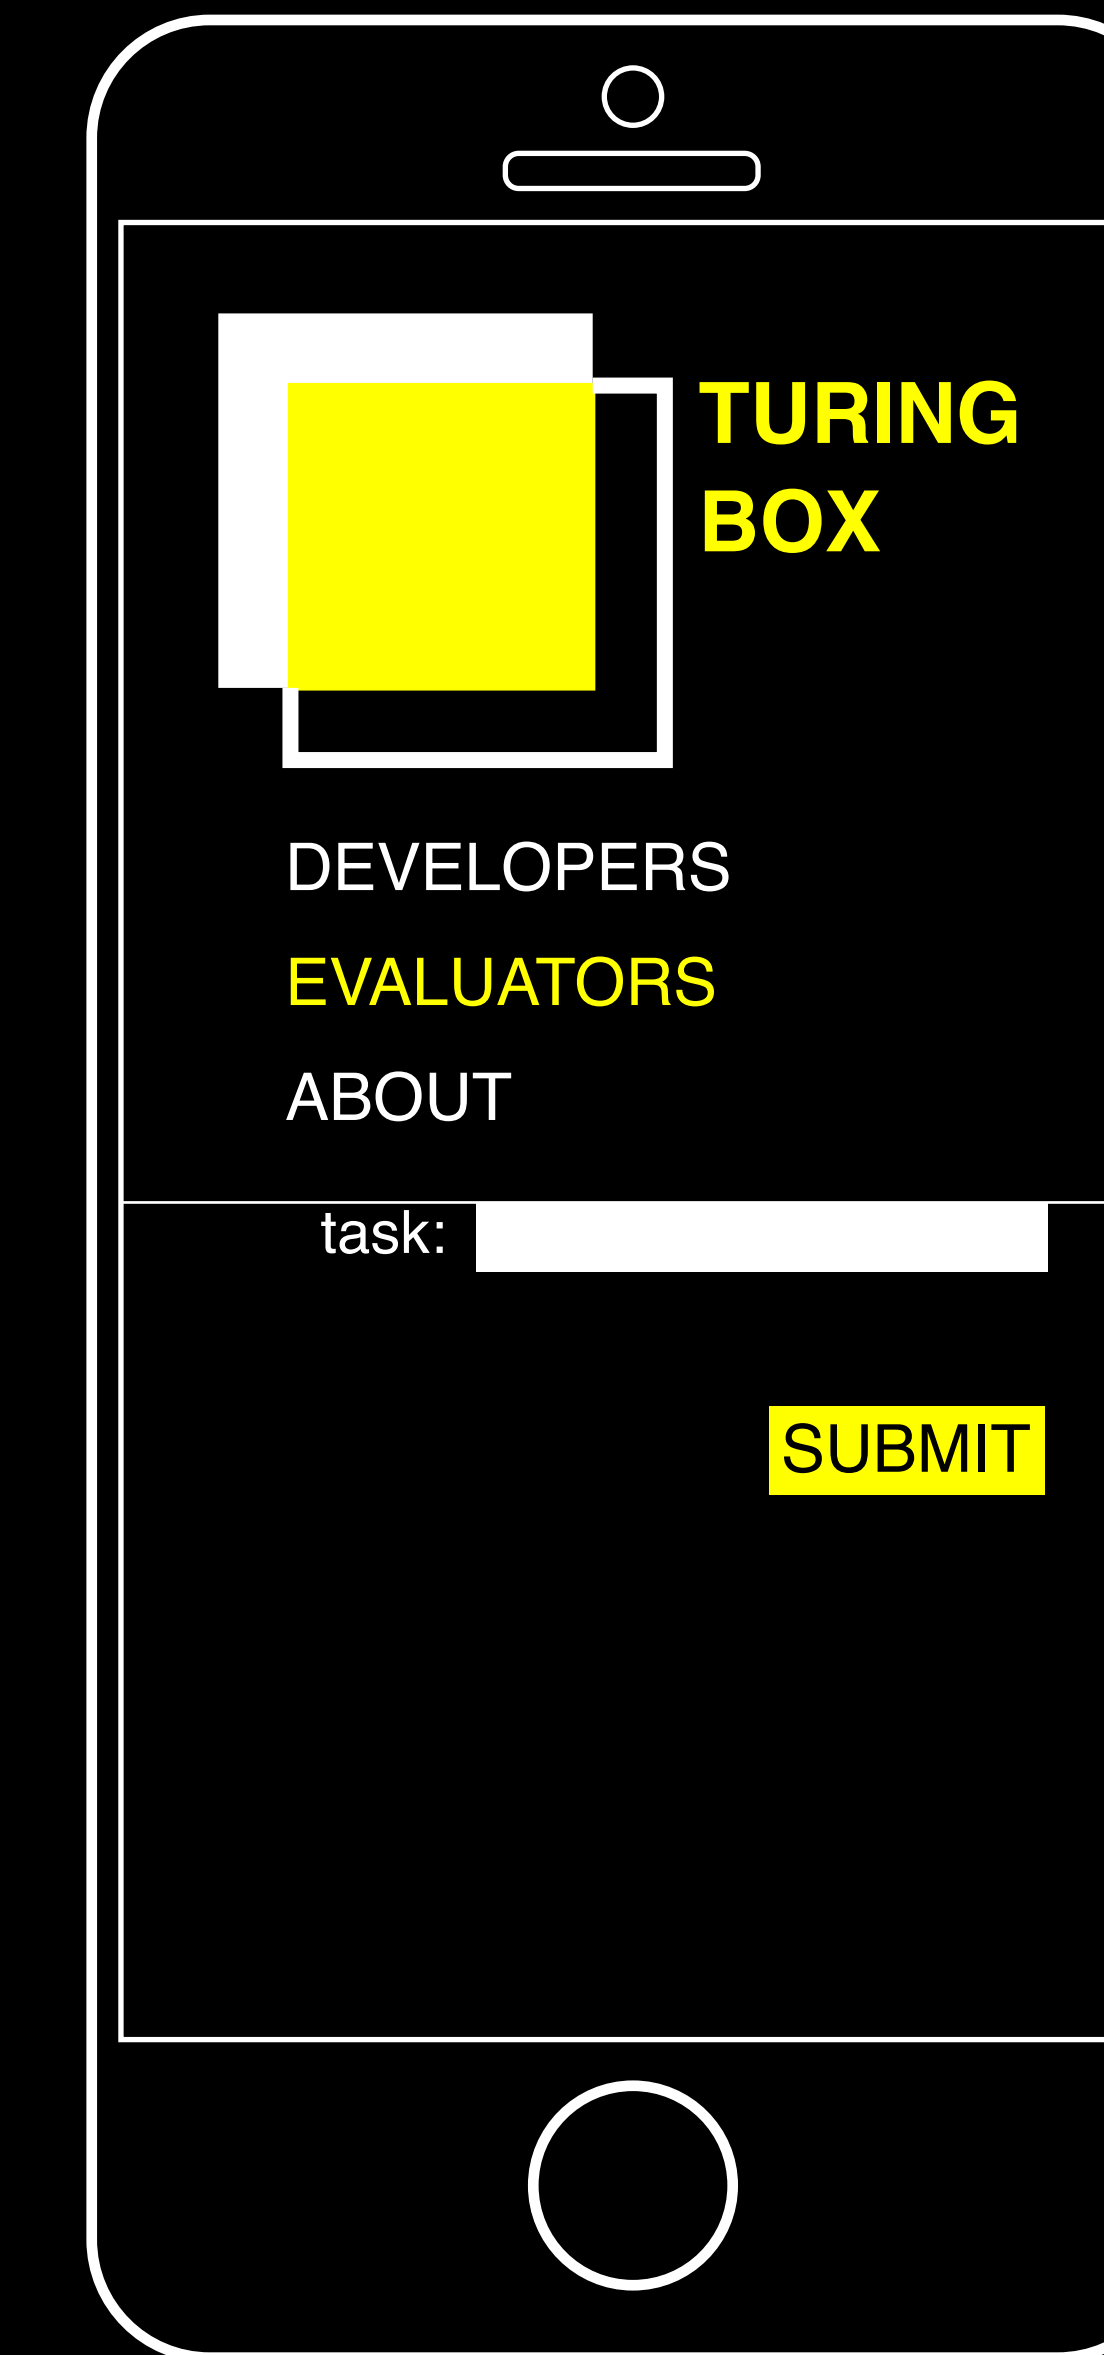 TURING
BOX
DEVELOPERS
EVALUATORS
ABOUT
task:
SUBMIT